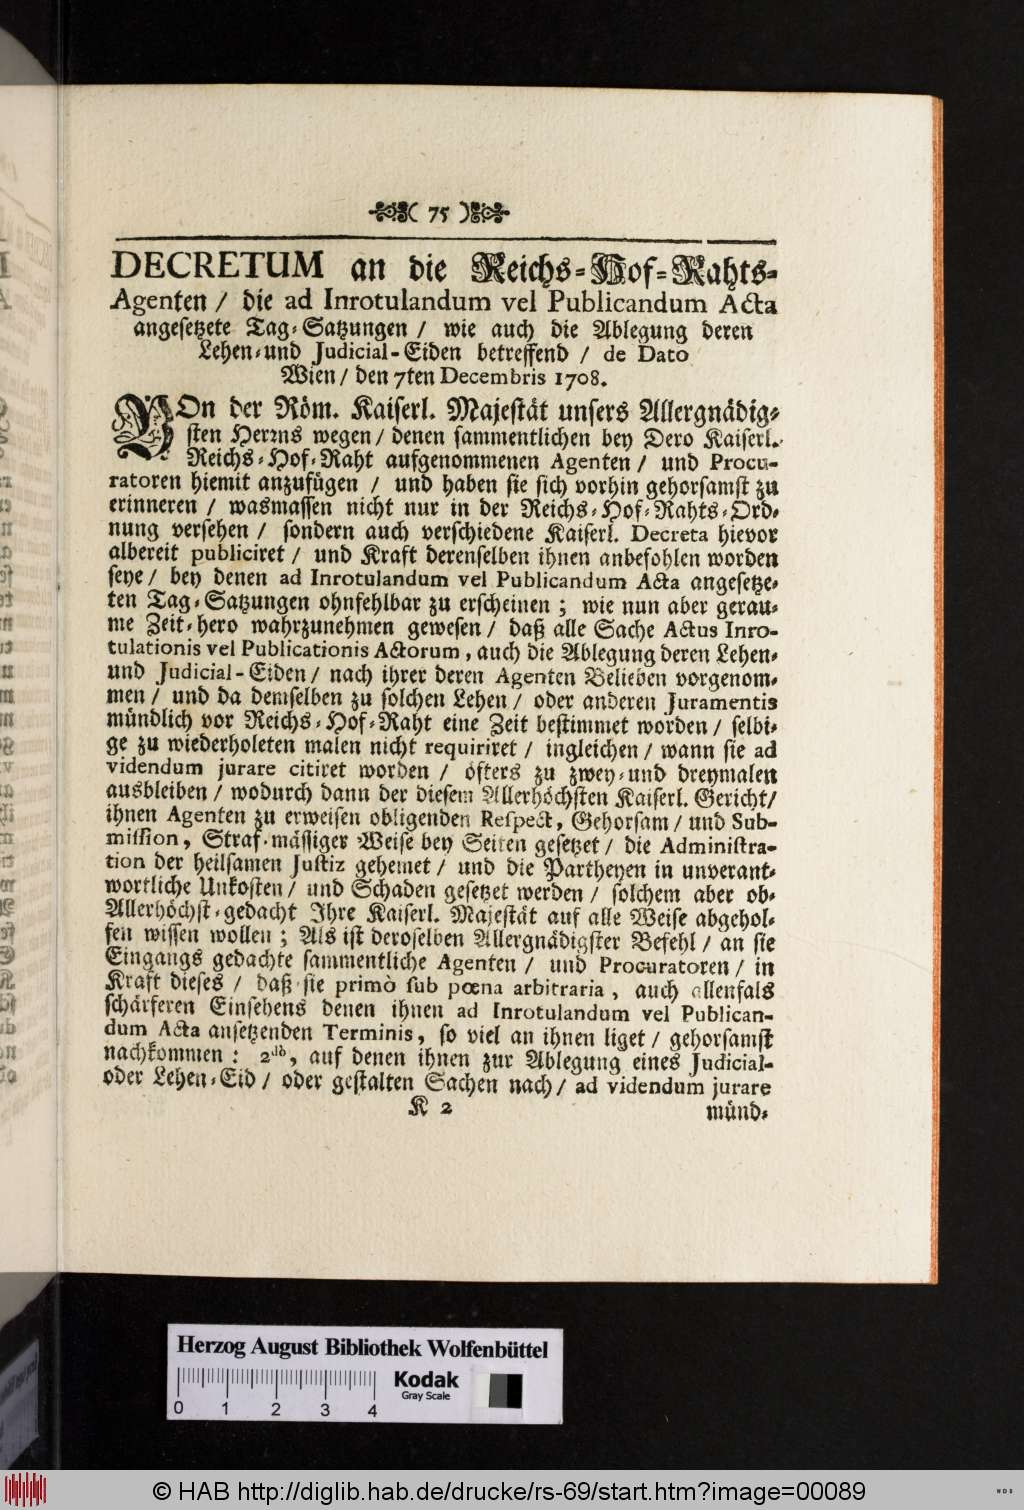 ( 75 )
DECRETUM an die Reichs-Hof-Rahts-
Agenten / die ad Inrotulandum vel Publicandum Acta
angesetzete Tag-Satzungen / wie auch die Ablegung deren
Lehen-und Judicial-Eiden betreffend / de Dato
Wien / den 7ten Decembris 1708.
VOn der Röm. Kaiserl. Majestät unsers Allergnädig-
sten Herrns wegen / denen sammentlichen bey Dero Kaiserl.
Reichs-Hof-Raht aufgenommenen Agenten / und Procu-
ratoren hiemit anzufügen / und haben sie sich vorhin gehorsamst zu
erinneren / wasmassen nicht nur in der Reichs-Hof-Rahts-Ord-
nung versehen / sondern auch verschiedene Kaiserl. Decreta hievor
albereit publiciret / und Kraft derenselben ihnen anbefohlen worden
seye / bey denen ad Inrotulandum vel Publicandum Acta angesetze-
ten Tag-Satzungen ohnfehlbar zu erscheinen ; wie nun aber gerau-
me Zeit-hero wahrzunehmen gewesen / daß alle Sache Actus Inro-
tulationis vel Publicationis Actorum, auch die Ablegung deren Lehen-
und Judicial-Eiden / nach ihrer deren Agenten Belieben vorgenom-
men / und da demselben zu solchen Lehen / oder anderen Juramentis
mündlich vor Reichs-Hof-Raht eine Zeit bestimmet worden / selbi-
ge zu wiederholeten malen nicht requiriret / ingleichen / wann sie ad
videndum jurare citiret worden / öfters zu zwey-und dreymalen
ausbleiben / wodurch dann der diesem Allerhöchsten Kaiserl. Gericht /
ihnen Agenten zu erweisen obligenden Respect, Gehorsam / und Sub-
mission, Straf-mässiger Weise bey Seiten gesetzet / die Administra-
tion der heilsamen Justiz gehemet / und die Partheyen in unverant-
wortliche Unkosten / und Schaden gesetzet werden / solchem aber ob-
Allerhöchst-gedacht Ihre Kaiserl. Majestät auf alle Weise abgehol-
fen wissen wollen ; Als ist deroselben Allergnädigster Befehl / an sie
Eingangs gedachte sammentliche Agenten / und Procuratoren / in
Kraft dieses / daß sie primò sub pœna arbitraria, auch allenfals
schärferen Einsehens denen ihnen ad Inrotulandum vel Publican-
dum Acta ansetzenden Terminis, so viel an ihnen liget / gehorsamst
nachkommen : 2dò, auf denen ihnen zur Ablegung eines Judicial-
oder Lehen-Eid / oder gestalten Sachen nach / ad videndum jurare
K 2
münd-
Herzog August Bibliothek Wolfenbüttel
Kodak
Gray Scale
0 1 2 3 4
© HAB http://diglib.hab.de/drucke/rs-69/start.htm?image=00089
WDB